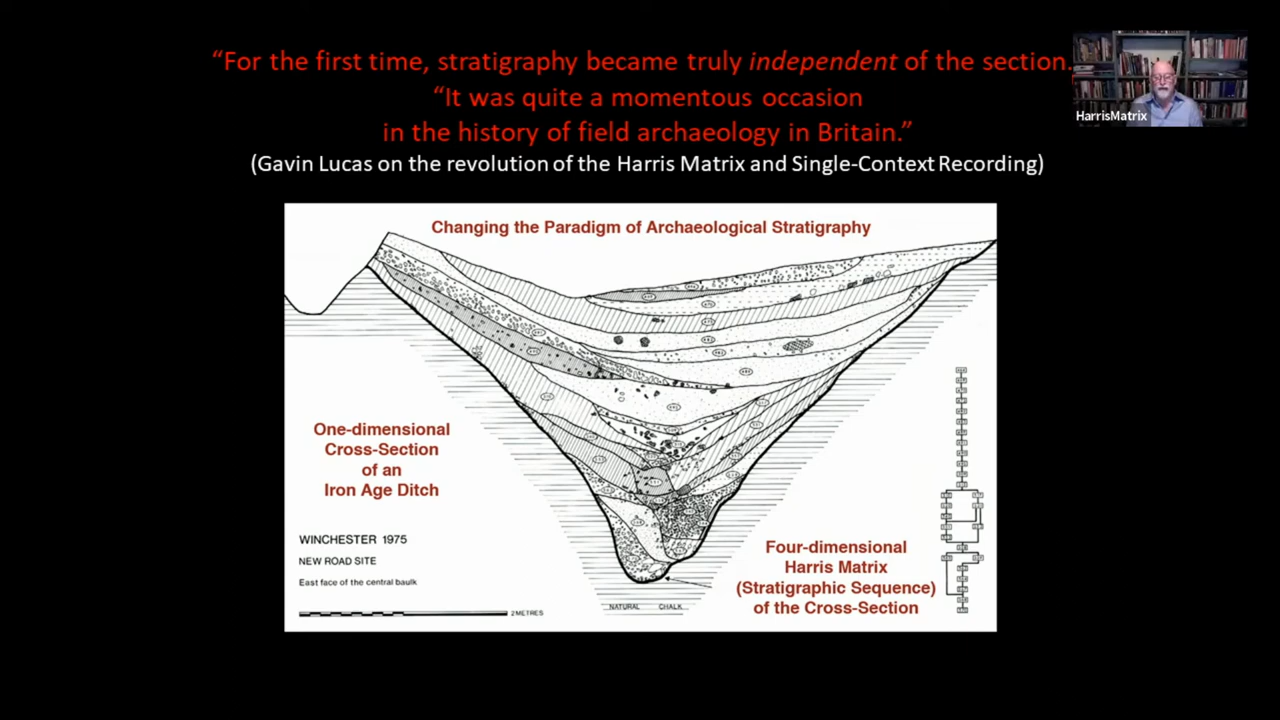 “For the first time, stratigraphy became truly independent of the section.
“It was quite a momentous occasion
in the history of field archaeology in Britain.”
(Gavin Lucas on the revolution of the Harris Matrix and Single-Context Recording)
HarrisMatrix
Changing the Paradigm of Archaeological Stratigraphy
One-dimensional
Cross-Section
of an
Iron Age Ditch
WINCHESTER 1975
NEW ROAD SITE
East face of the central baulk
2 METRES
NATURAL CHALK
Four-dimensional
Harris Matrix
(Stratigraphic Sequence)
of the Cross-Section